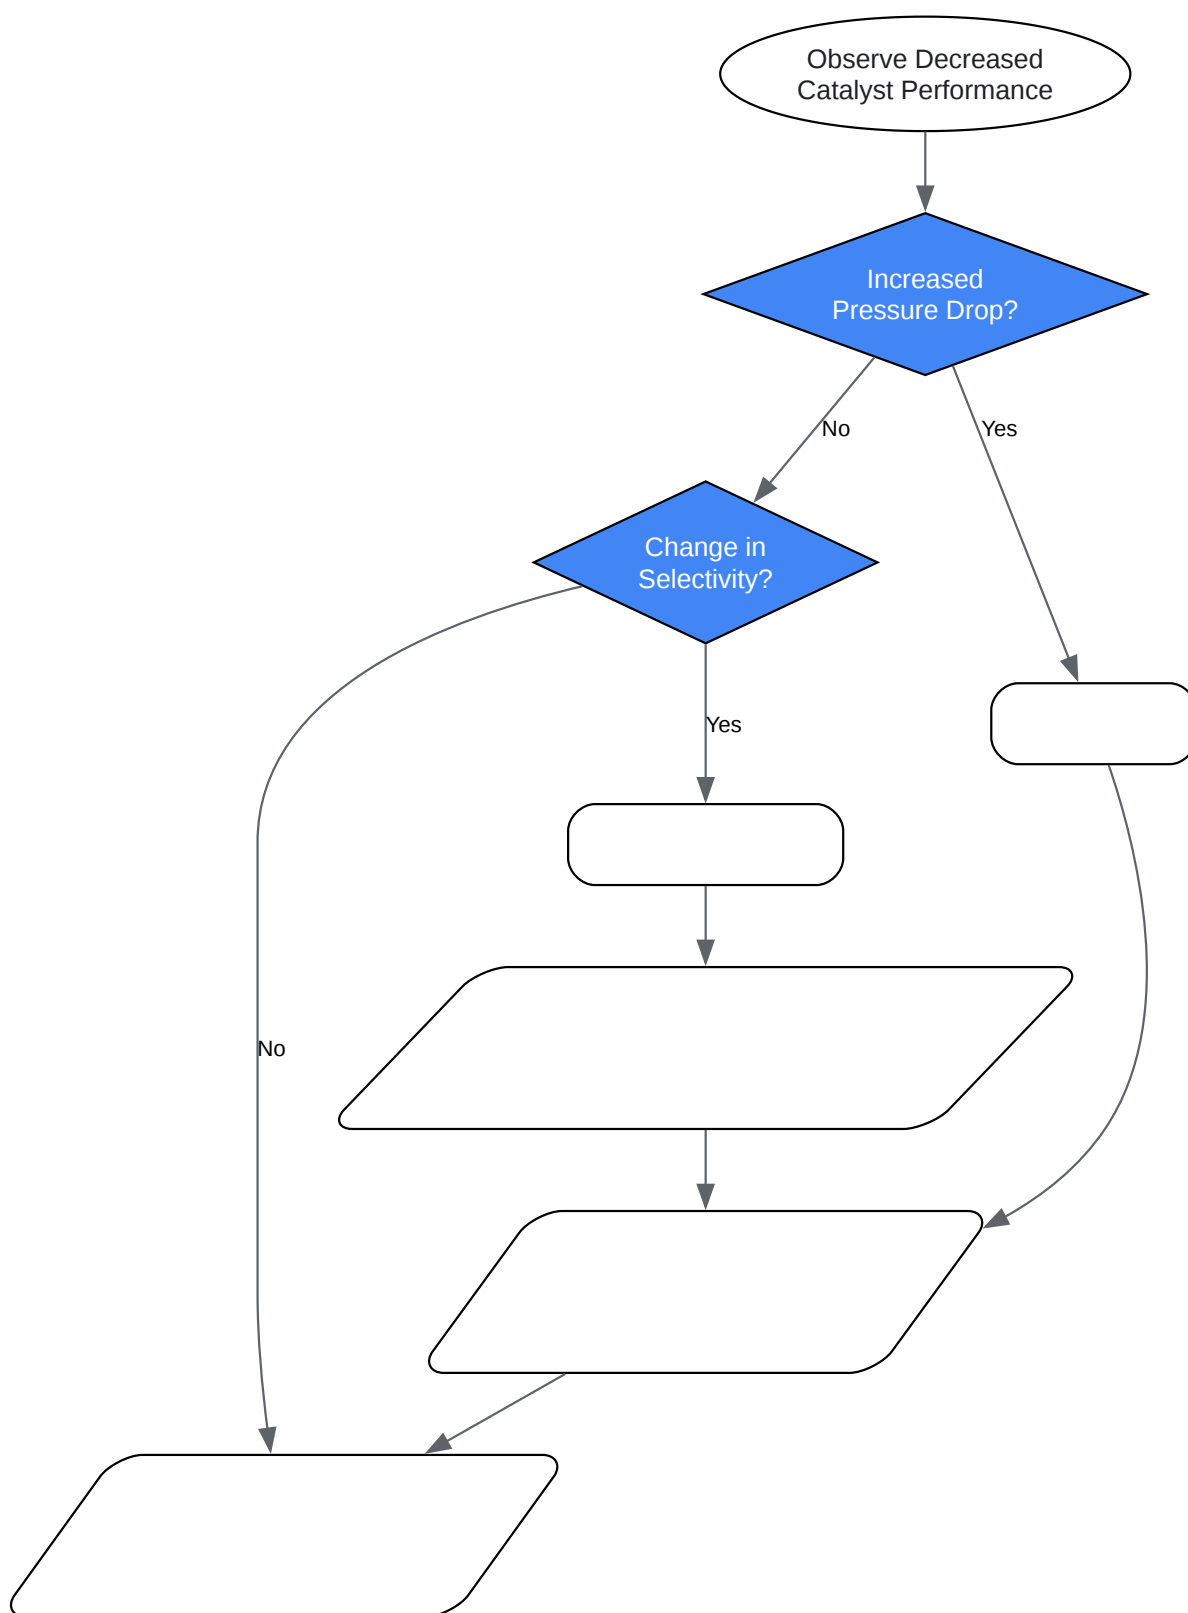 Observe Decreased
Catalyst Performance
Increased
Pressure Drop?
No
Yes
Change in
Selectivity?
Yes
No